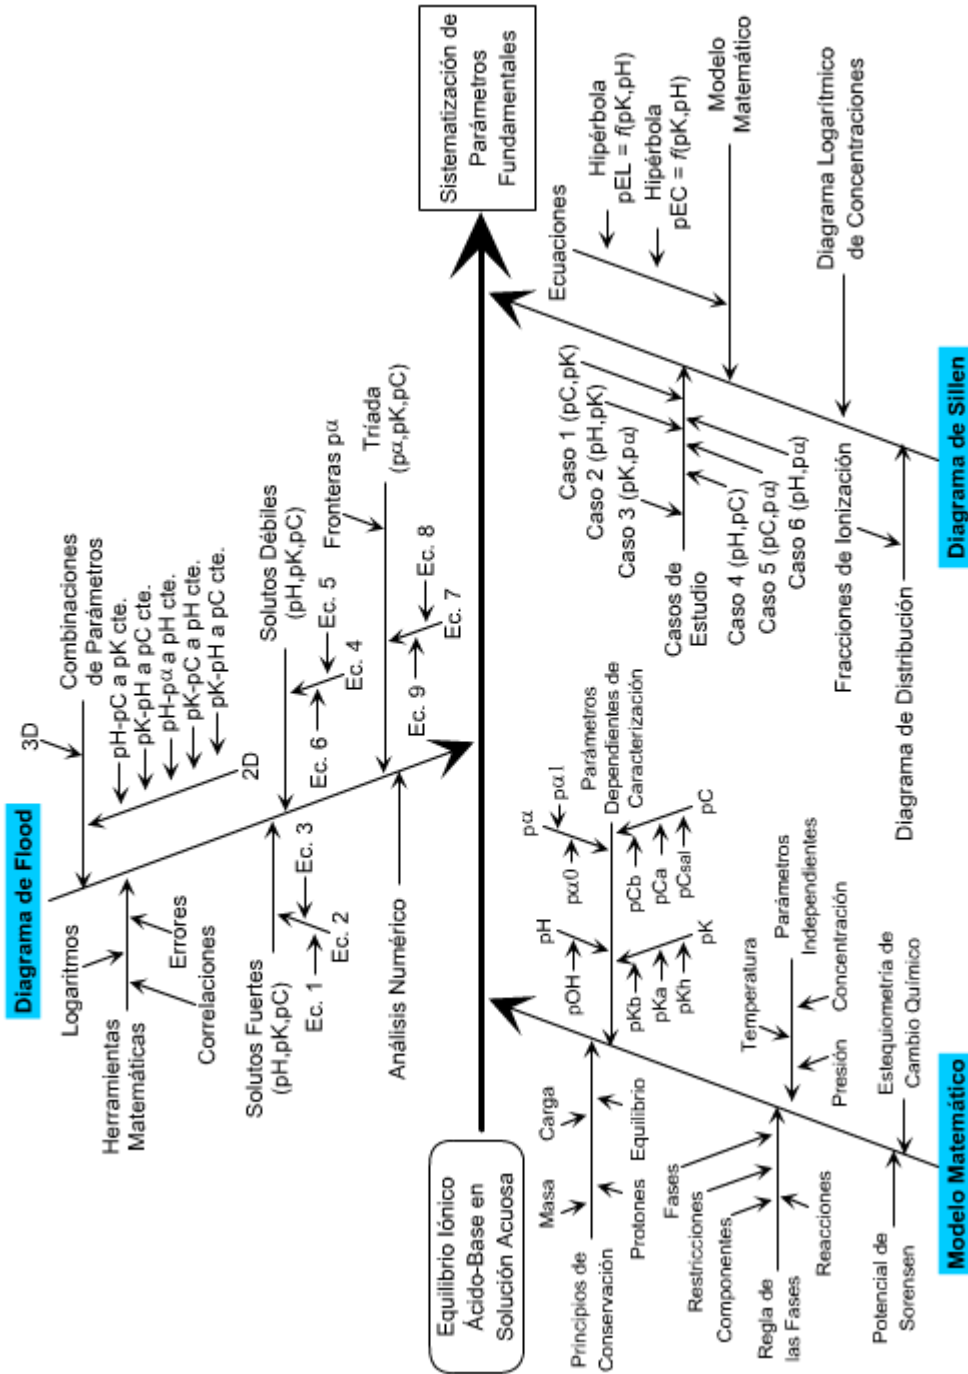 Diagrama de Flood
3D
Combinaciones
de Parámetros
pH-pC a pK cte.
pK-pH a pC cte.
pH-pα a pH cte.
pK-pC a pH cte.
pK-pH a pC cte.
2D
Logaritmos
Herramientas
Matemáticas
Errores
Correlaciones
Solutos Débiles
(pH,pK,pC)
Ec. 6
Ec. 5
Ec. 4
Solutos Fuertes
(pH,pK,pC)
Ec. 1
Ec. 3
Ec. 2
Fronteras pα
Tríada
(pα,pK,pC)
Ec. 9
Ec. 8
Ec. 7
Análisis Numérico
Equilibrio Iónico
Ácido-Base en
Solución Acuosa
Sistematización de
Parámetros
Fundamentales
Masa
Carga
Principios de
Conservación
Protones
Equilibrio
pH
pOH
pKb
pKa
pKh
pK
pα
pα0
pα1
Parámetros
Dependientes de
Caracterización
pCb
pCa
pCsal
pC
Fases
Restricciones
Componentes
Regla de
las Fases
Reacciones
Temperatura
Parámetros
Independientes
Presión
Concentración
Potencial de
Sorensen
Estequiometría de
Cambio Químico
Modelo Matemático
Ecuaciones
Hipérbola
pEL = f(pK,pH)
Hipérbola
pEC = f(pK,pH)
Modelo
Matemático
Caso 1 (pC,pK)
Caso 2 (pH,pK)
Caso 3 (pK,pα)
Casos de
Estudio
Caso 4 (pH,pC)
Caso 5 (pC,pα)
Caso 6 (pH,pα)
Diagrama Logarítmico
de Concentraciones
Fracciones de Ionización
Diagrama de Distribución
Diagrama de Sillen